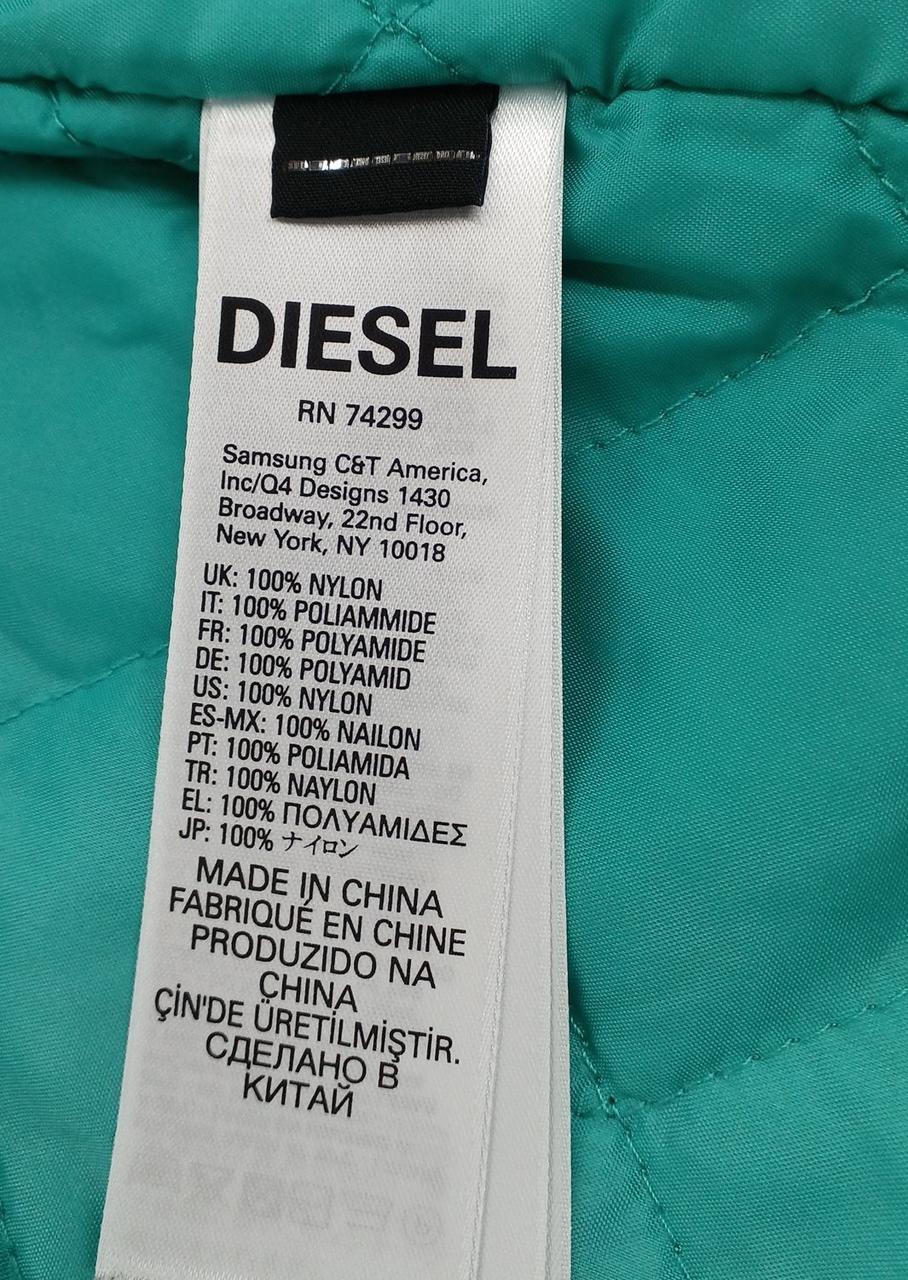 DIESEL
RN 74299
Samsung C&T America,
Inc/Q4 Designs 1430
Broadway, 22nd Floor,
New York, NY 10018
UK: 100% NYLON
IT: 100% POLIAMMIDE
FR: 100% POLYAMIDE
DE: 100% POLYAMID
US: 100% NYLON
ES-MX: 100% NAILON
PT: 100% POLIAMIDA
TR: 100% NAYLON
EL: 100% ΠΟΛΥΑΜΙΔΕΣ
JP: 100% ナイロン
MADE IN CHINA
FABRIQUÉ EN CHINE
PRODUZIDO NA
CHINA
ÇİN'DE ÜRETİLMİŞTİR.
СДЕЛАНО В
КИТАЙ